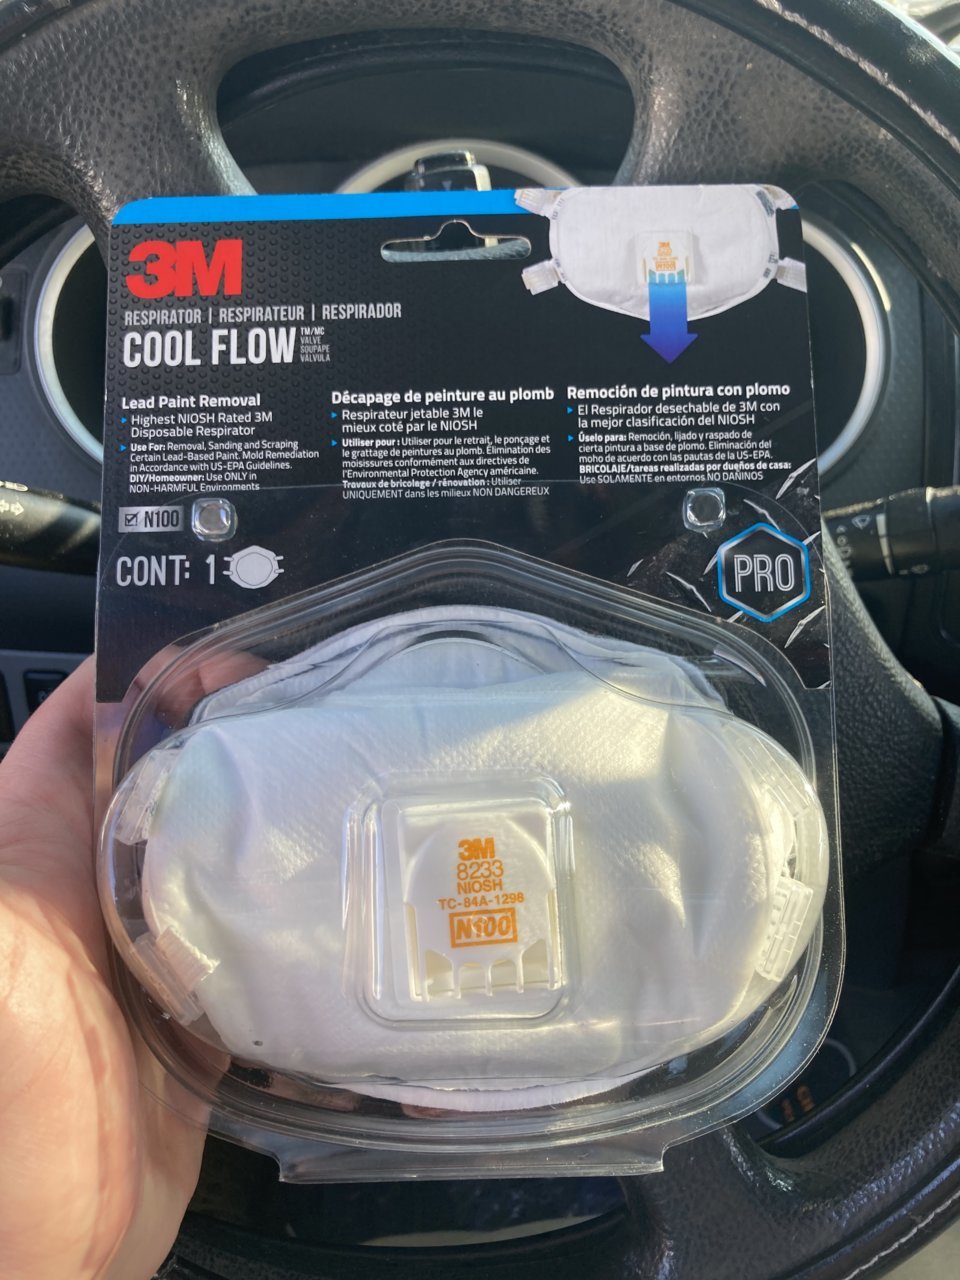 3M
RESPIRATOR | RESPIRATEUR | RESPIRADOR
COOL FLOW
TM/MC
VALVE
SOUPAPE
VÁLVULA
Lead Paint Removal
Highest NIOSH Rated 3M
Disposable Respirator
Use For: Removal, Sanding and Scraping
Certain Lead-Based Paint. Mold Remediation
in Accordance with US-EPA Guidelines.
DIY/Homeowner: Use ONLY in
NON-HARMFUL Environments
Décapage de peinture au plomb
Respirateur jetable 3M le
mieux coté par le NIOSH
Utiliser pour : Utiliser pour le retrait, le ponçage et
le grattage de peintures au plomb. Élimination des
moisissures conformément aux directives de
l'Environmental Protection Agency américaine.
Travaux de bricolage / rénovation : Utiliser
UNIQUEMENT dans les milieux NON DANGEREUX
Remoción de pintura con plomo
El Respirador desechable de 3M con
la mejor clasificación del NIOSH
Úselo para: Remoción, lijado y raspado de
cierta pintura a base de plomo. Eliminación del
moho de acuerdo con las pautas de la US-EPA.
BRICOLAJE/tareas realizadas por dueños de casa:
Use SOLAMENTE en entornos NO DAÑINOS
N100
CONT: 1
PRO
3M
8233
NIOSH
TC-84A-1298
N100